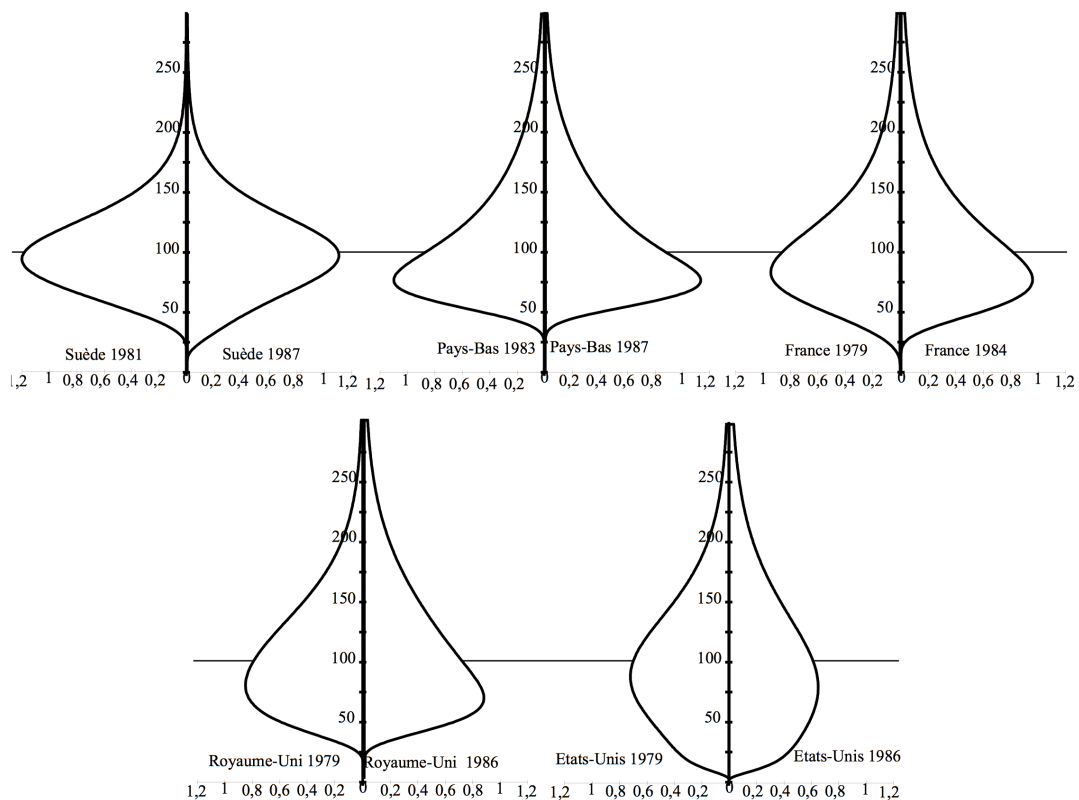 250
200
150
100
50
Suède 1981
Suède 1987
1,2 1 0,8 0,6 0,4 0,2 0 0,2 0,4 0,6 0,8 1 1,2
250
200
150
100
50
Pays-Bas 1983
Pays-Bas 1987
1 0,8 0,6 0,4 0,2 0 0,2 0,4 0,6 0,8 1 1,2
250
200
150
100
50
France 1979
France 1984
1,2 1 0,8 0,6 0,4 0,2 0 0,2 0,4 0,6 0,8 1 1,2
250
200
150
100
50
Royaume-Uni 1979
Royaume-Uni 1986
1,2 1 0,8 0,6 0,4 0,2 0 0,2 0,4 0,6 0,8 1 1,2
250
200
150
100
50
Etats-Unis 1979
Etats-Unis 1986
1,2 1 0,8 0,6 0,4 0,2 0 0,2 0,4 0,6 0,8 1 1,2